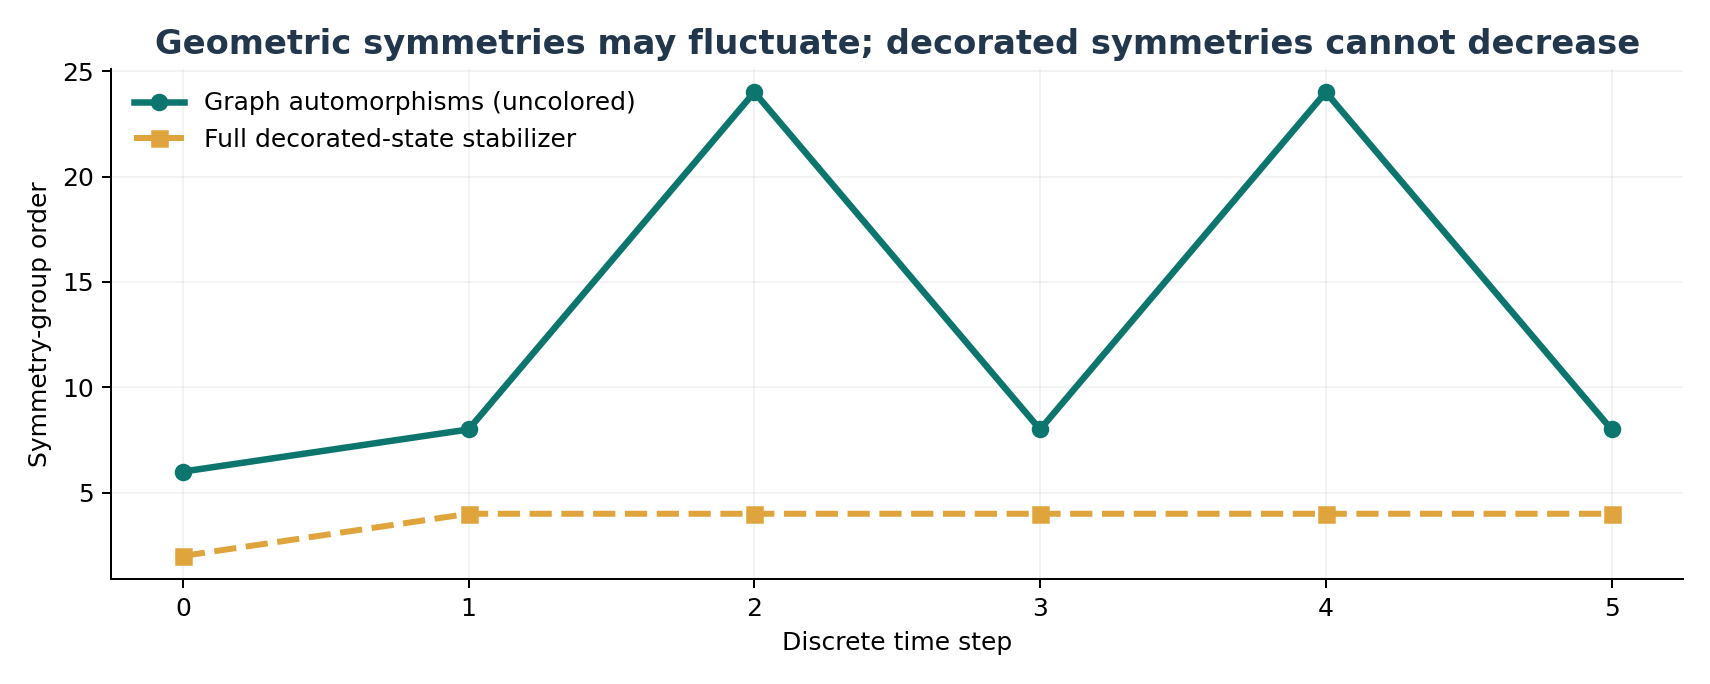 Geometric symmetries may fluctuate; decorated symmetries cannot decrease
Graph automorphisms (uncolored)
Full decorated-state stabilizer
Symmetry-group order
25
20
15
10
5
0 1 2 3 4 5
Discrete time step